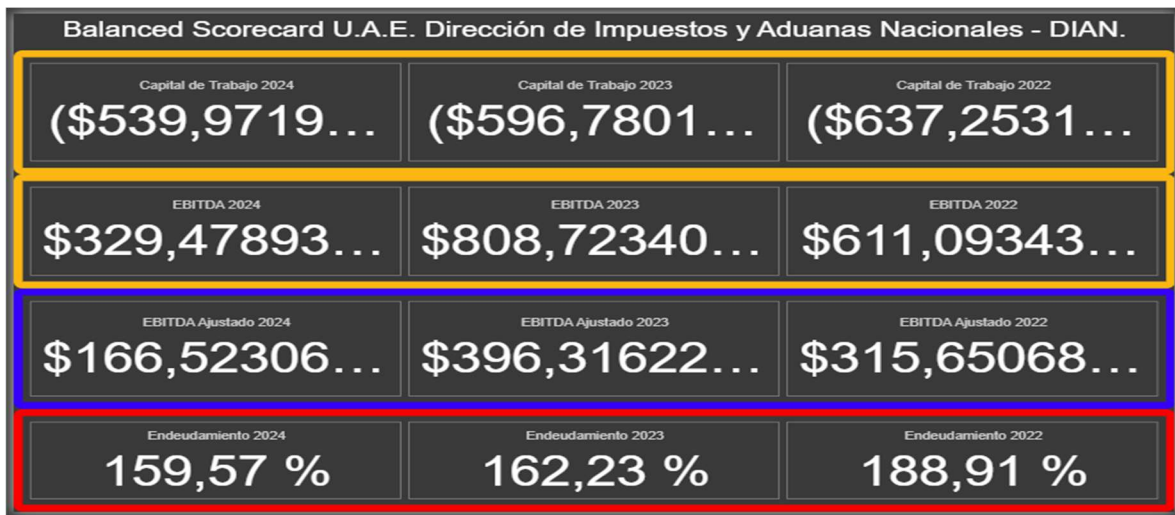 Balanced Scorecard U.A.E. Dirección de Impuestos y Aduanas Nacionales - DIAN.
Capital de Trabajo 2024 Capital de Trabajo 2023 Capital de Trabajo 2022
($539,9719... ($596,7801... ($637,2531...
EBITDA 2024 EBITDA 2023 EBITDA 2022
$329,47893... $808,72340... $611,09343...
EBITDA Ajustado 2024 EBITDA Ajustado 2023 EBITDA Ajustado 2022
$166,52306... $396,31622... $315,65068...
Endeudamiento 2024 Endeudamiento 2023 Endeudamiento 2022
159,57 % 162,23 % 188,91 %